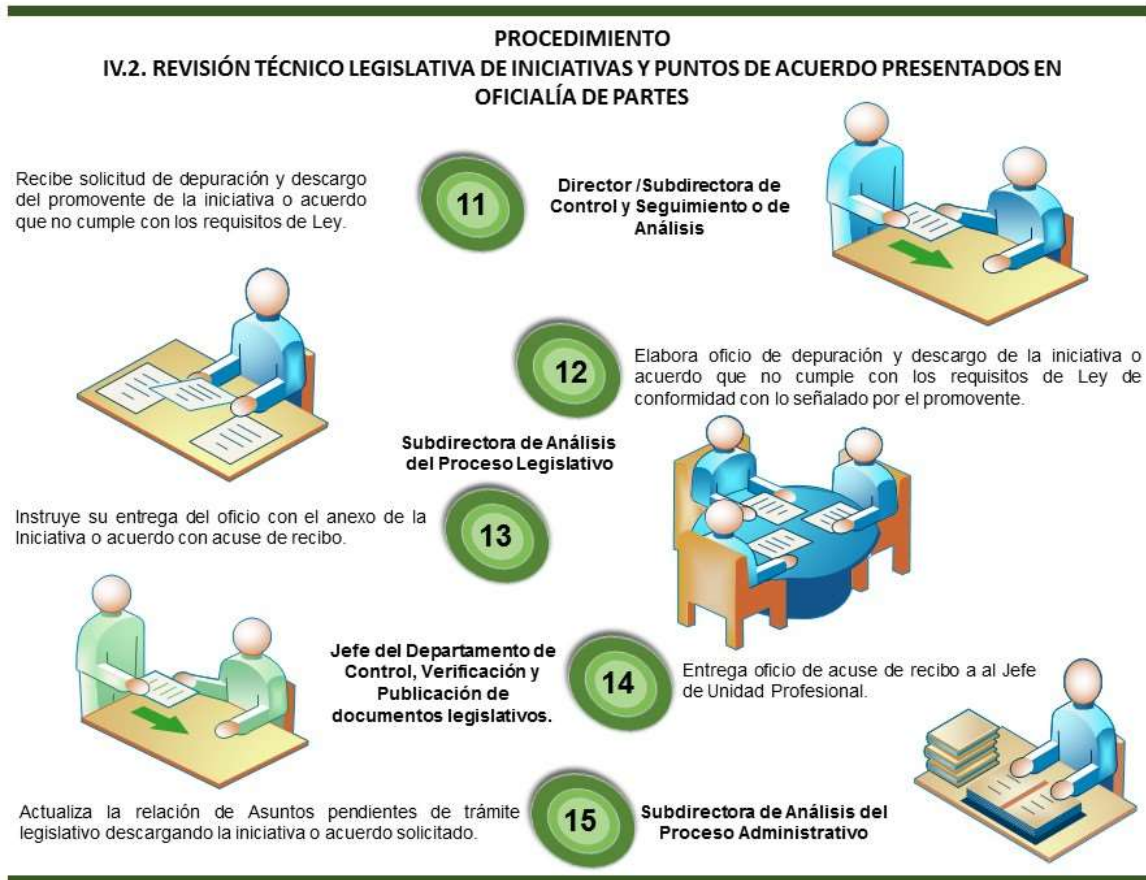 PROCEDIMIENTO
IV.2. REVISIÓN TÉCNICO LEGISLATIVA DE INICIATIVAS Y PUNTOS DE ACUERDO PRESENTADOS EN
OFICIALÍA DE PARTES
Recibe solicitud de depuración y descargo
del promovente de la iniciativa o acuerdo
que no cumple con los requisitos de Ley.
11
Director /Subdirectora de
Control y Seguimiento o de
Análisis
12
Elabora oficio de depuración y descargo de la iniciativa o
acuerdo que no cumple con los requisitos de Ley de
conformidad con lo señalado por el promovente.
Subdirectora de Análisis
del Proceso Legislativo
Instruye su entrega del oficio con el anexo de la
Iniciativa o acuerdo con acuse de recibo.
13
Jefe del Departamento de
Control, Verificación y
Publicación de
documentos legislativos.
14
Entrega oficio de acuse de recibo a al Jefe
de Unidad Profesional.
Actualiza la relación de Asuntos pendientes de trámite
legislativo descargando la iniciativa o acuerdo solicitado.
15
Subdirectora de Análisis del
Proceso Administrativo